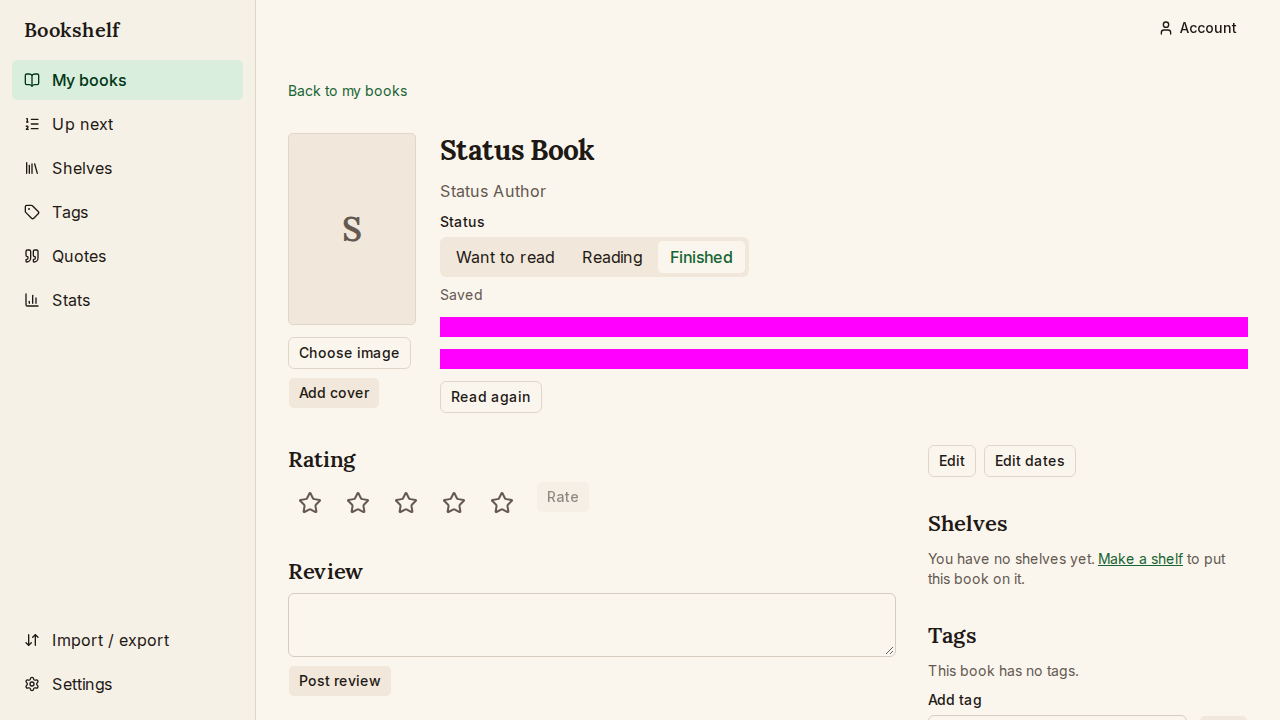 Bookshelf
My books
Up next
Shelves
Tags
Quotes
Stats
Import / export
Settings
Account
Back to my books
S
Status Book
Status Author
Status
Want to read
Reading
Finished
Saved
Choose image
Add cover
Read again
Rating
Rate
Review
Post review
Edit
Edit dates
Shelves
You have no shelves yet. Make a shelf to put
this book on it.
Tags
This book has no tags.
Add tag